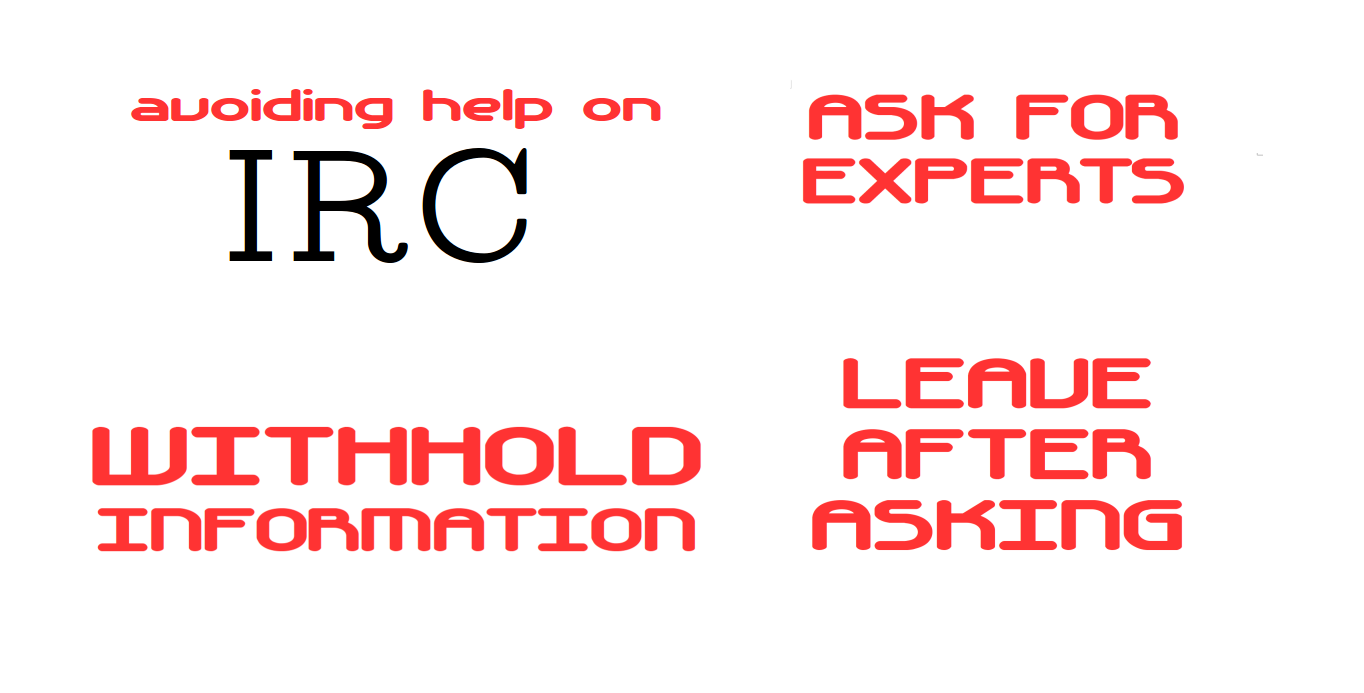 avoiding help on
IRC
ASK FOR
EXPERTS
WITHHOLD
INFORMATION
LEAVE
AFTER
ASKING